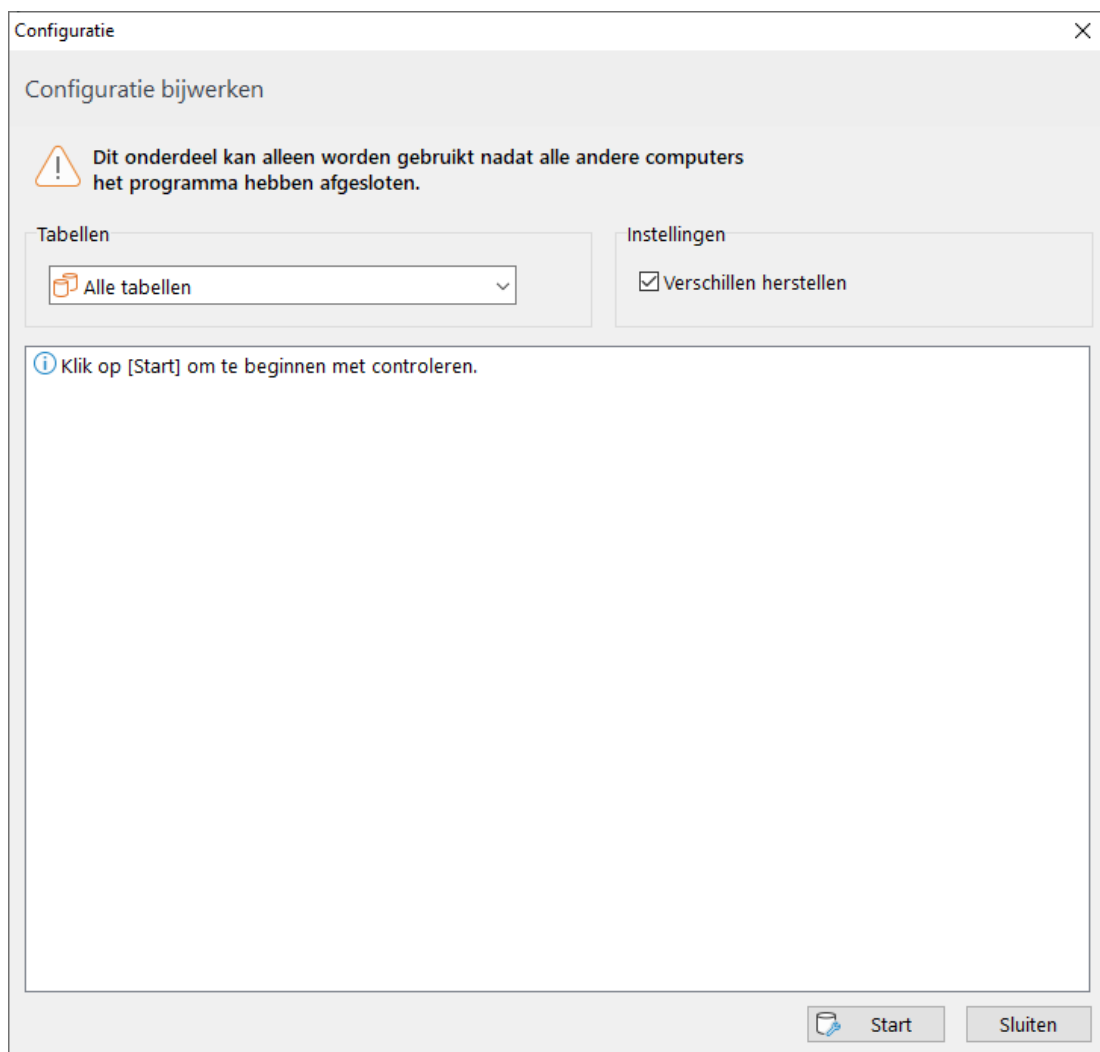 Configuratie
Configuratie bijwerken
Dit onderdeel kan alleen worden gebruikt nadat alle andere computers
het programma hebben afgesloten.
Tabellen
Alle tabellen
Instellingen
Verschillen herstellen
Klik op [Start] om te beginnen met controleren.
Start
Sluiten